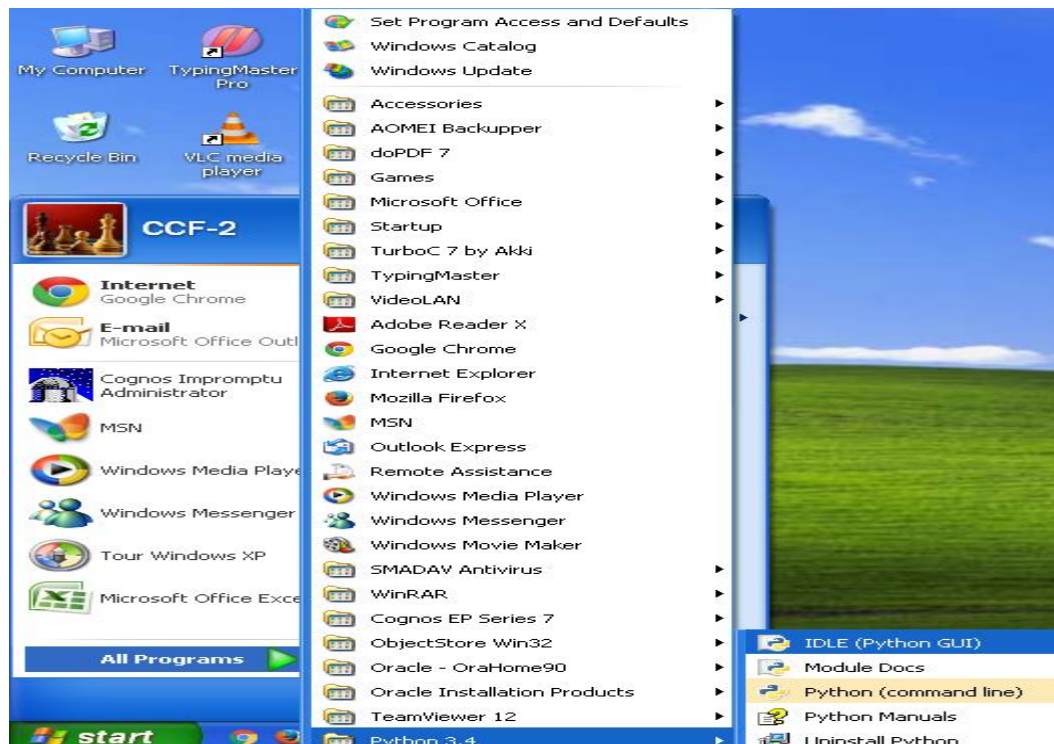 My Computer
TypingMaster
Pro
Recycle Bin
VLC media
player
CCF-2
Internet
Google Chrome
E-mail
Microsoft Office Outl
Cognos Impromptu
Administrator
MSN
Windows Media Playe
Windows Messenger
Tour Windows XP
Microsoft Office Exce
All Programs
start
Set Program Access and Defaults
Windows Catalog
Windows Update
Accessories
AOMEI Backupper
doPDF 7
Games
Microsoft Office
Startup
TurboC 7 by Akki
TypingMaster
VideoLAN
Adobe Reader X
Google Chrome
Internet Explorer
Mozilla Firefox
MSN
Outlook Express
Remote Assistance
Windows Media Player
Windows Messenger
Windows Movie Maker
SMADAV Antivirus
WinRAR
Cognos EP Series 7
ObjectStore Win32
Oracle - OraHome90
Oracle Installation Products
TeamViewer 12
Python 3.4
IDLE (Python GUI)
Module Docs
Python (command line)
Python Manuals
Uninstall Python